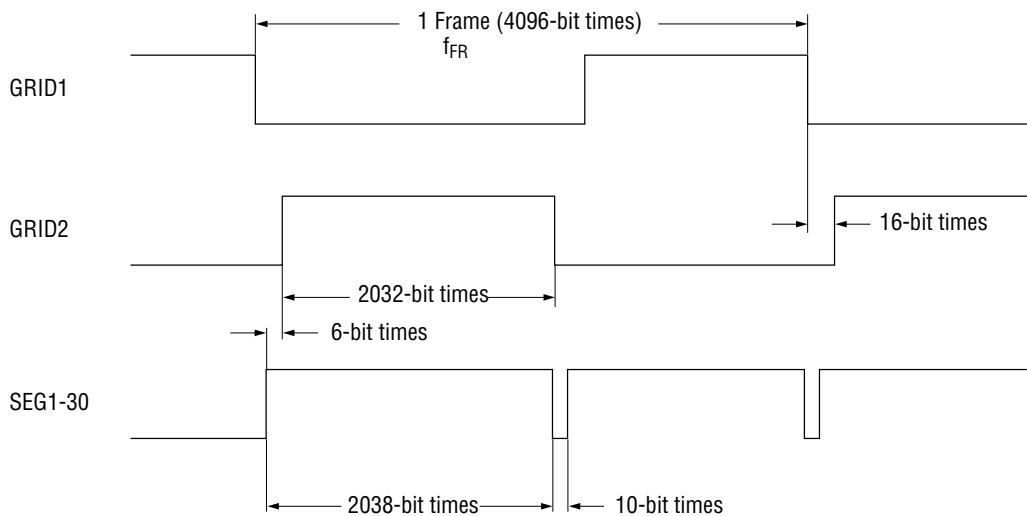 1 Frame (4096-bit times)
fFR
GRID1
GRID2
16-bit times
2032-bit times
6-bit times
SEG1-30
2038-bit times
10-bit times